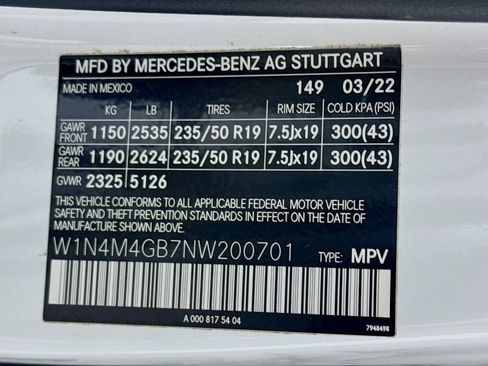 MFD BY MERCEDES-BENZ AG STUTTGART
MADE IN MEXICO 149 03/22
KG LB TIRES RIM SIZE COLD KPA (PSI)
GAWR FRONT 1150 2535 235/50 R19 7.5Jx19 300(43)
GAWR REAR 1190 2624 235/50 R19 7.5Jx19 300(43)
GVWR 2325 5126
THIS VEHICLE CONFORMS TO ALL APPLICABLE FEDERAL MOTOR VEHICLE
SAFETY AND THEFT PREVENTION STANDARDS IN EFFECT ON THE DATE
OF MANUFACTURE SHOWN ABOVE.
W1N4M4GB7NW200701 TYPE: MPV
A 000 817 54 04
7948498